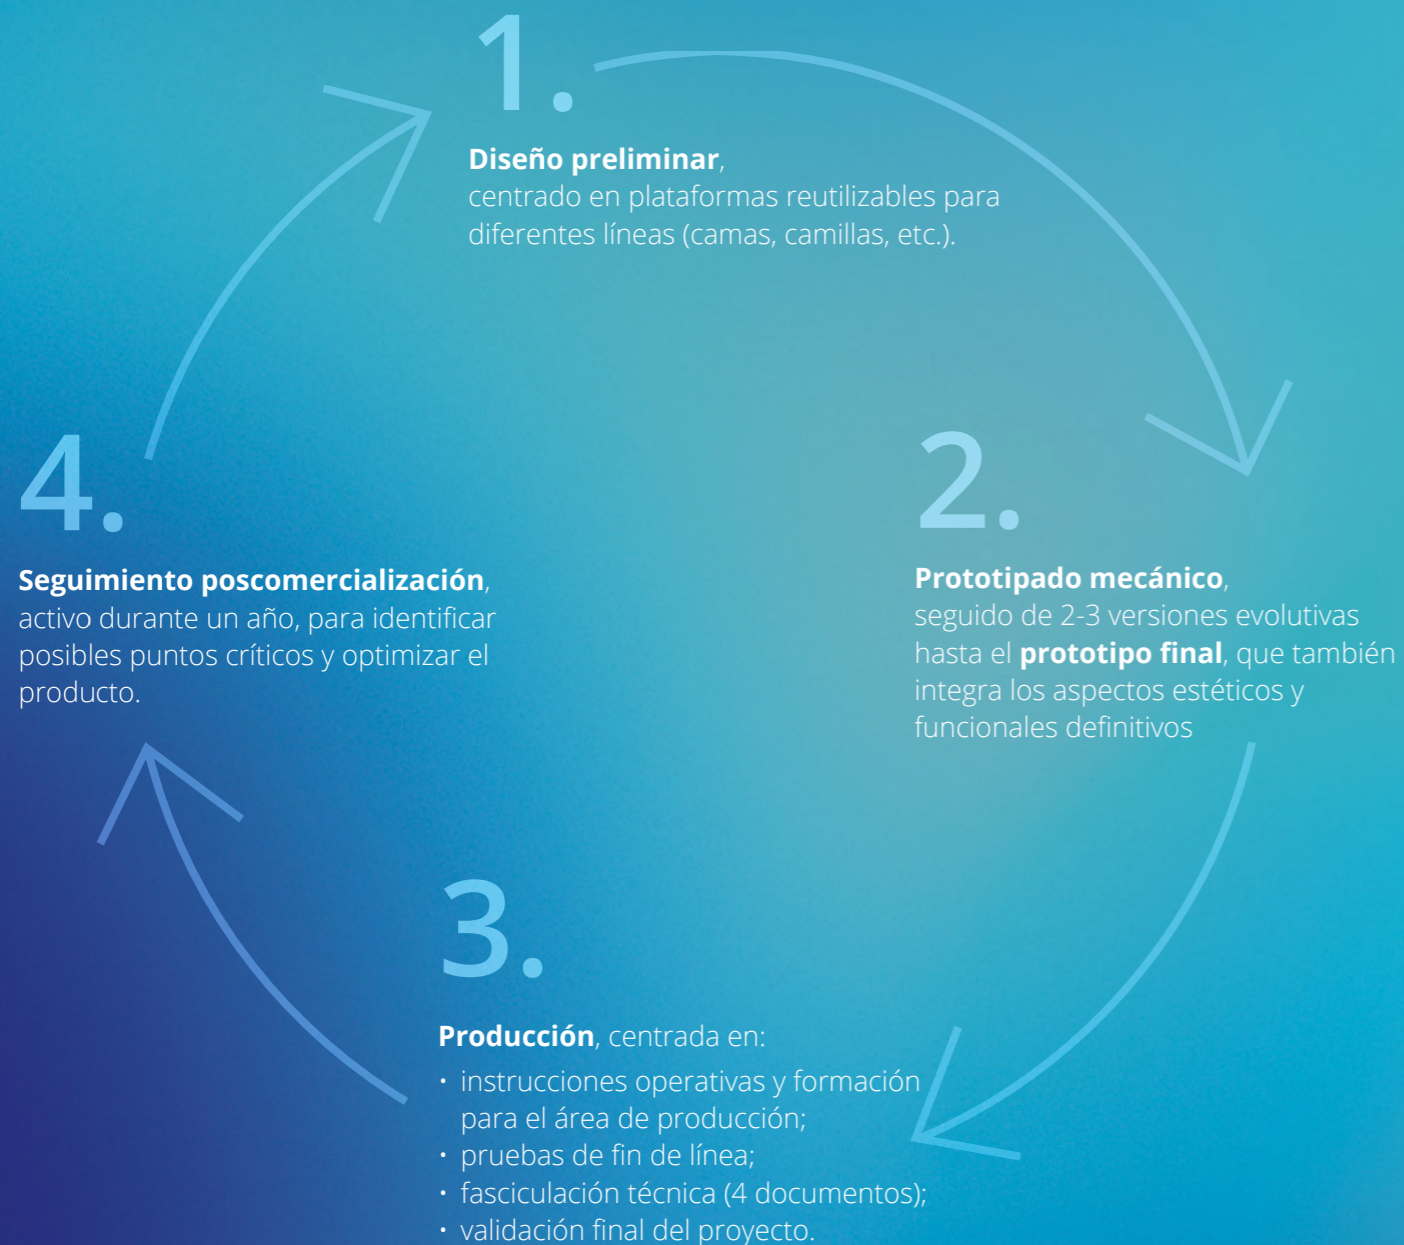 1.
Diseño preliminar,
centrado en plataformas reutilizables para
diferentes líneas (camas, camillas, etc.).
2.
Prototipado mecánico,
seguido de 2-3 versiones evolutivas
hasta el prototipo final, que también
integra los aspectos estéticos y
funcionales definitivos
3.
Producción, centrada en:
• instrucciones operativas y formación
para el área de producción;
• pruebas de fin de línea;
• fasciculación técnica (4 documentos);
• validación final del proyecto.
4.
Seguimiento poscomercialización,
activo durante un año, para identificar
posibles puntos críticos y optimizar el
producto.